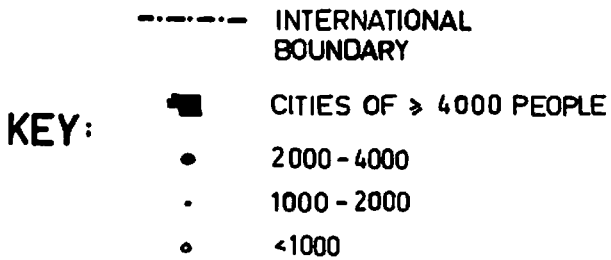 INTERNATIONAL
BOUNDARY
KEY:
CITIES OF ⩾ 4000 PEOPLE
2000 - 4000
1000 - 2000
<1000